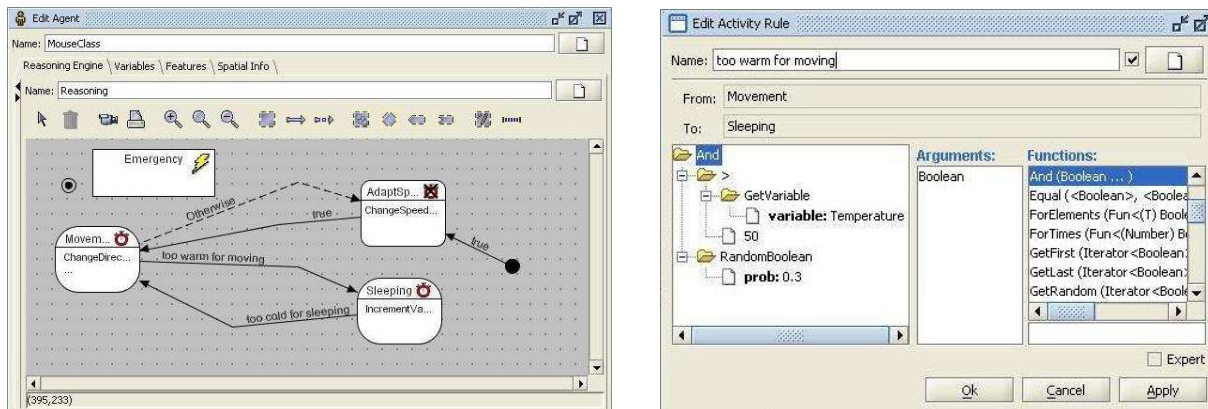 Edit Agent
Name: MouseClass
Reasoning Engine Variables Features Spatial Info
Name: Reasoning
Emergency
Otherwise
AdaptSp...
ChangeSpeed...
true
true
Movem...
ChangeDirec...
...
too warm for moving
Sleeping
IncrementVa...
too cold for sleeping
(395,233)
Edit Activity Rule
Name: too warm for moving
From: Movement
To: Sleeping
And
>
GetVariable
variable: Temperature
50
RandomBoolean
prob: 0.3
Arguments:
Boolean
Functions:
And (Boolean ... )
Equal ( <Boolean>, <Boolea
ForElements (Fun<(T) Boole
ForTimes (Fun<(Number) B
GetFirst (Iterator<Boolean
GetLast (Iterator<Boolean
GetRandom (Iterator<Boole
Expert
Ok Cancel Apply